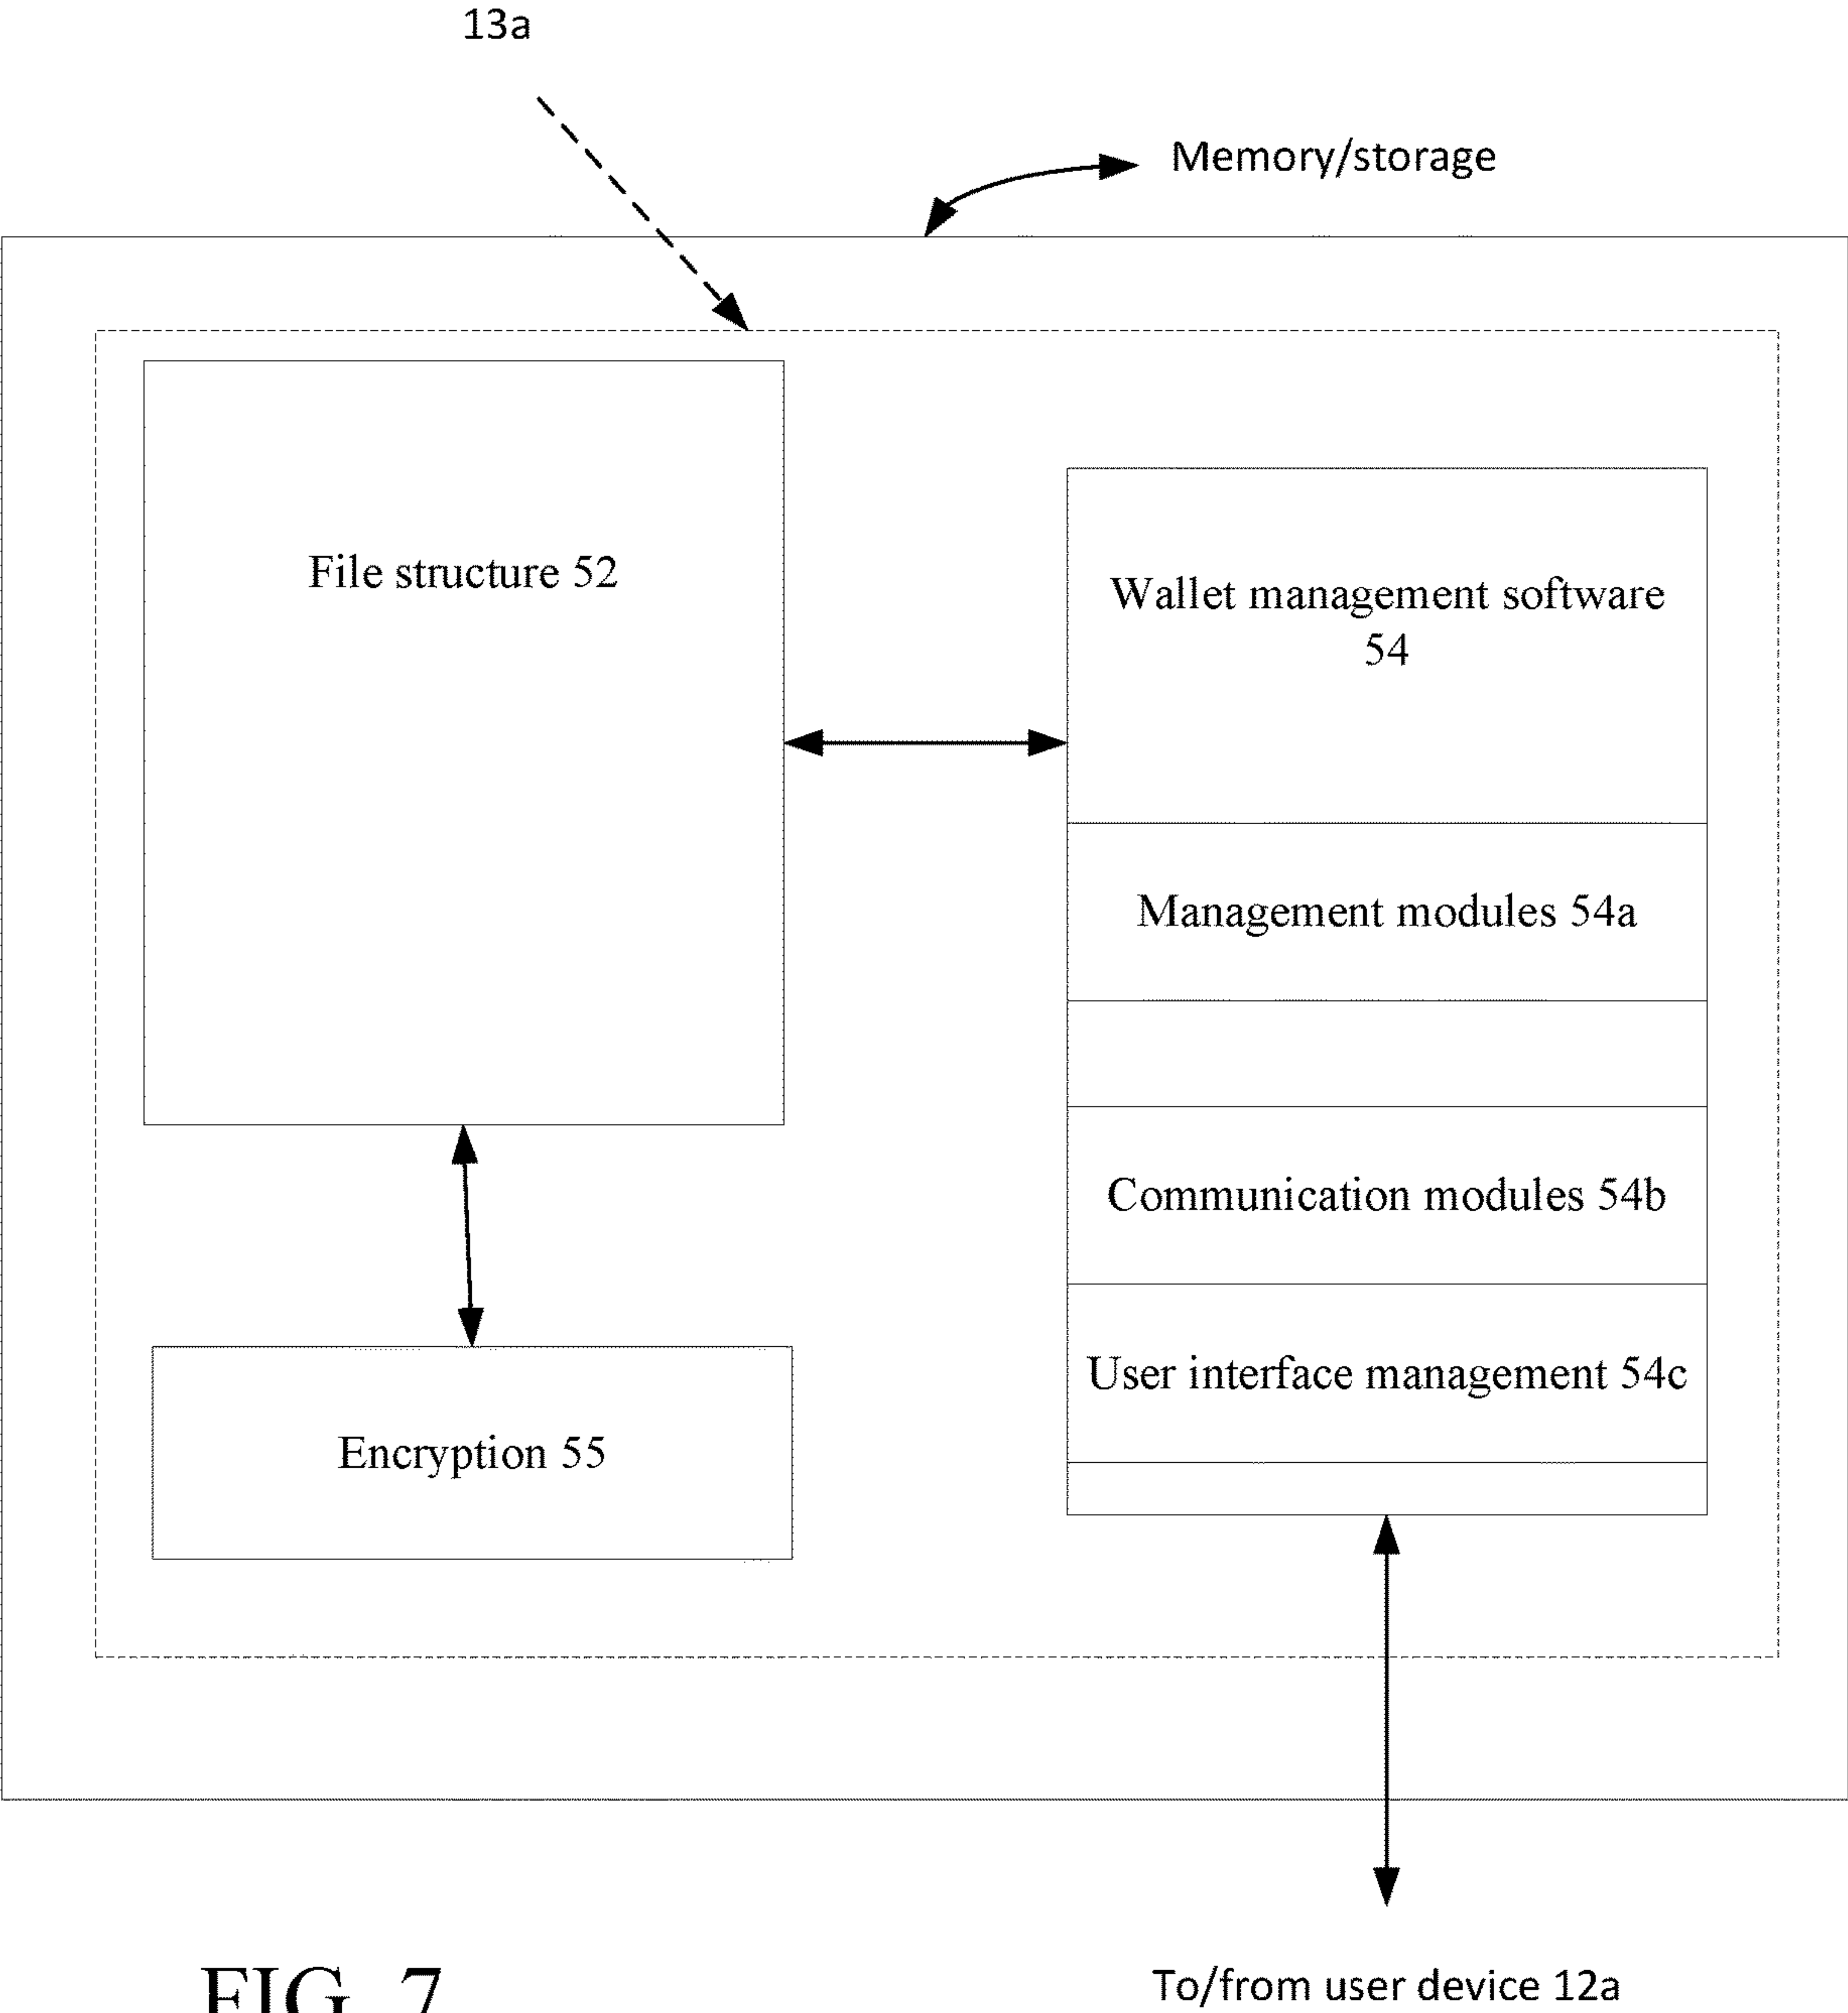 13a
Memory/storage
File structure 52
Wallet management software
54
Management modules 54a
Communication modules 54b
User interface management 54c
Encryption 55
To/from user device 12a
FIG. 7